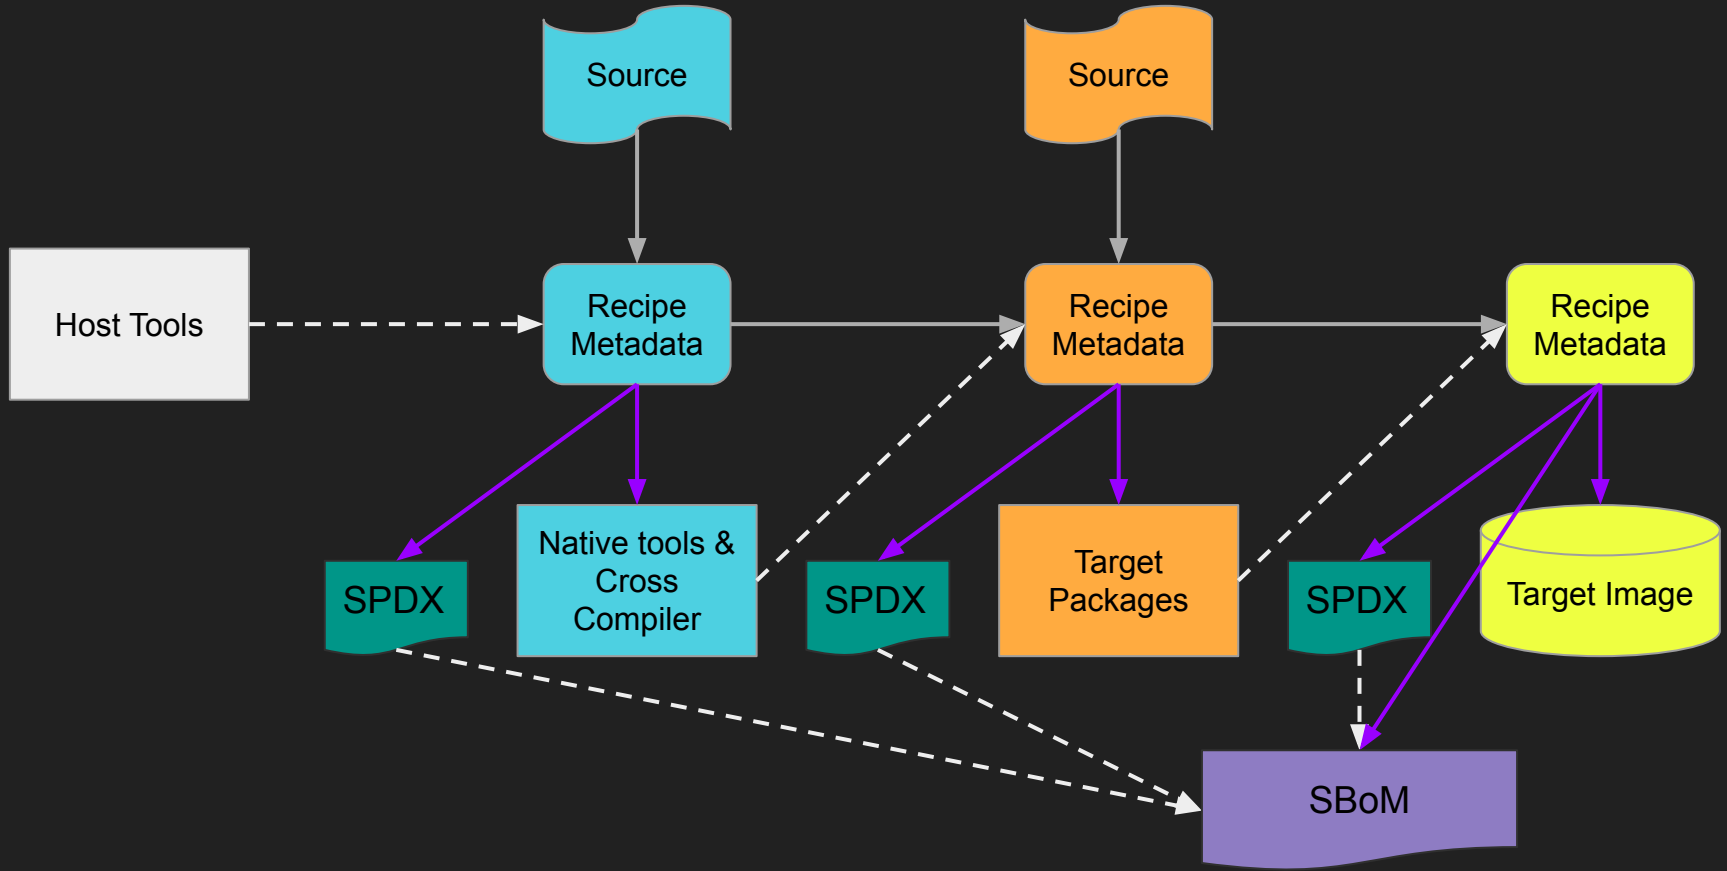 Source
Source
Host Tools
Recipe
Metadata
Recipe
Metadata
Recipe
Metadata
SPDX
Native tools &
Cross
Compiler
SPDX
Target
Packages
SPDX
Target Image
SBoM